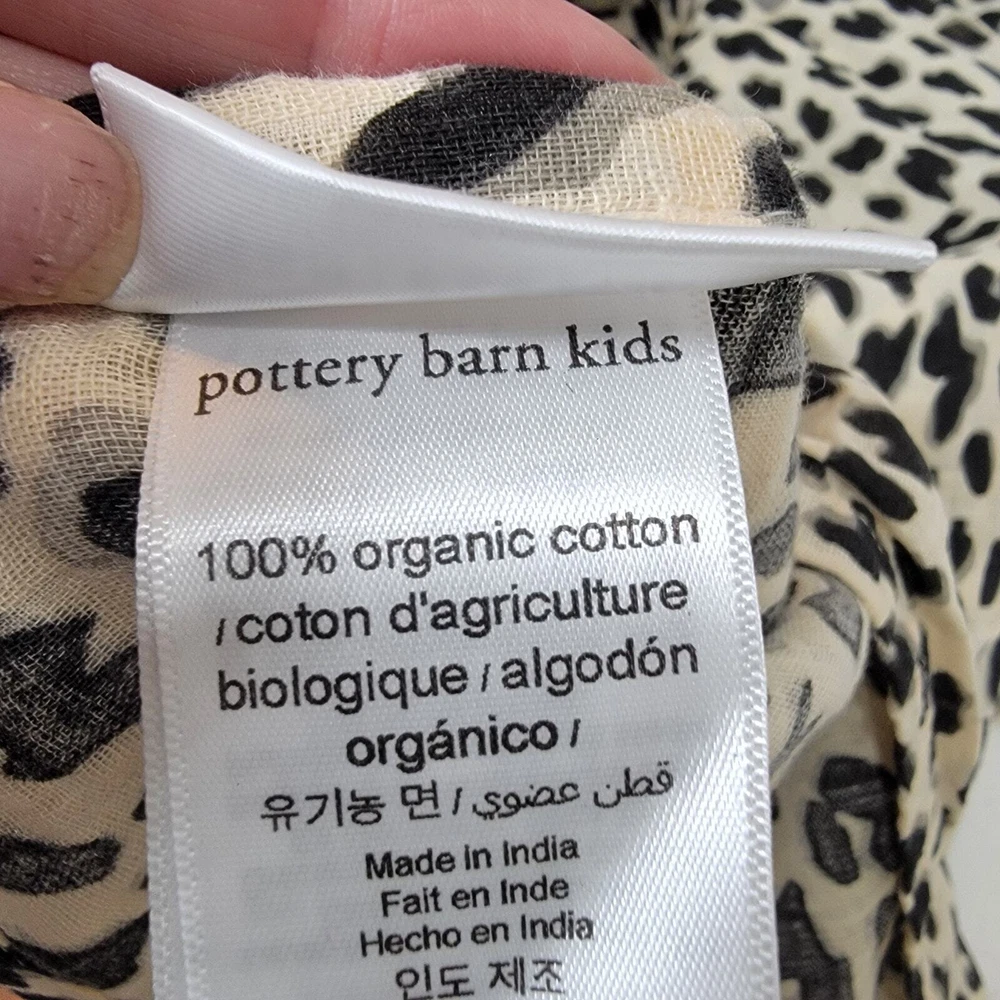 pottery barn kids
100% organic cotton
/ coton d'agriculture
biologique / algodón
orgánico /
유기농 면 / قطن عضوي
Made in India
Fait en Inde
Hecho en India
인도 제조